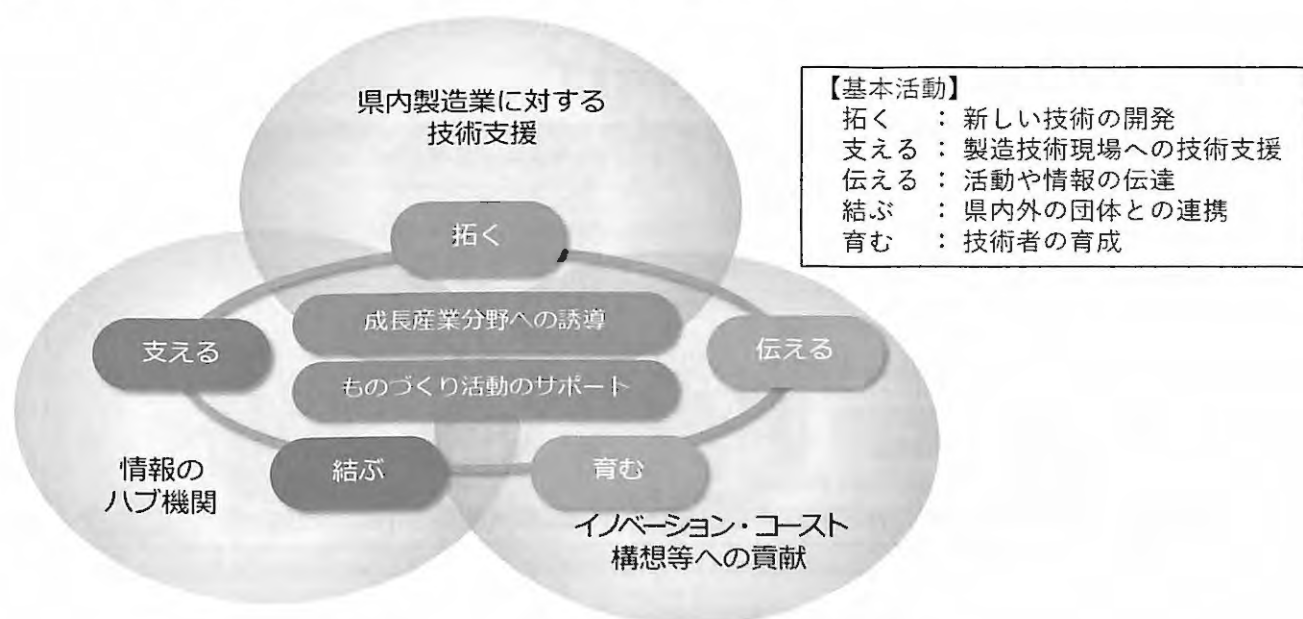 県内製造業に対する
技術支援
【基本活動】
拓く ： 新しい技術の開発
支える ： 製造技術現場への技術支援
伝える ： 活動や情報の伝達
結ぶ ： 県内外の団体との連携
育む ： 技術者の育成
拓く
成長産業分野への誘導
支える
伝える
ものづくり活動のサポート
結ぶ
育む
情報の
ハブ機関
イノベーション・コースト
構想等への貢献